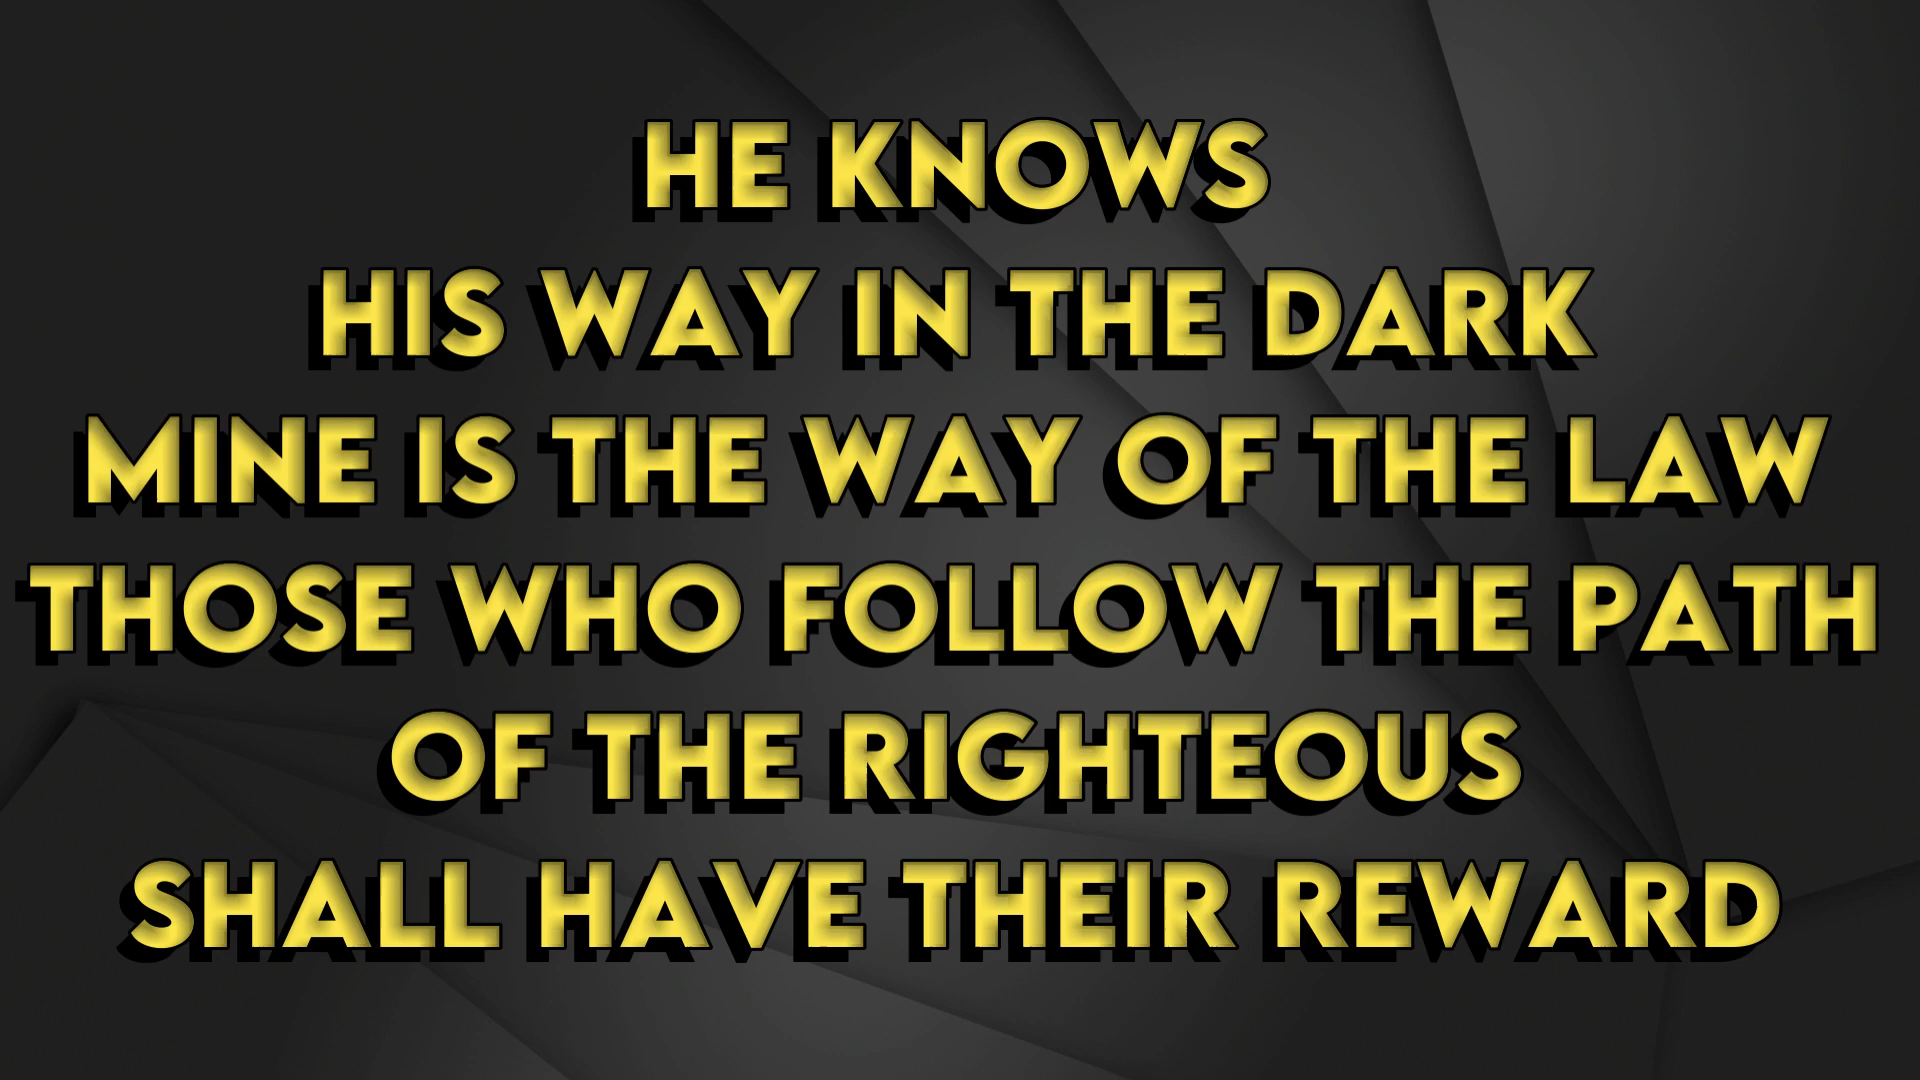 HE KNOWS
HIS WAY IN THE DARK
MINE IS THE WAY OF THE LAW
THOSE WHO FOLLOW THE PATH
OF THE RIGHTEOUS
SHALL HAVE THEIR REWARD